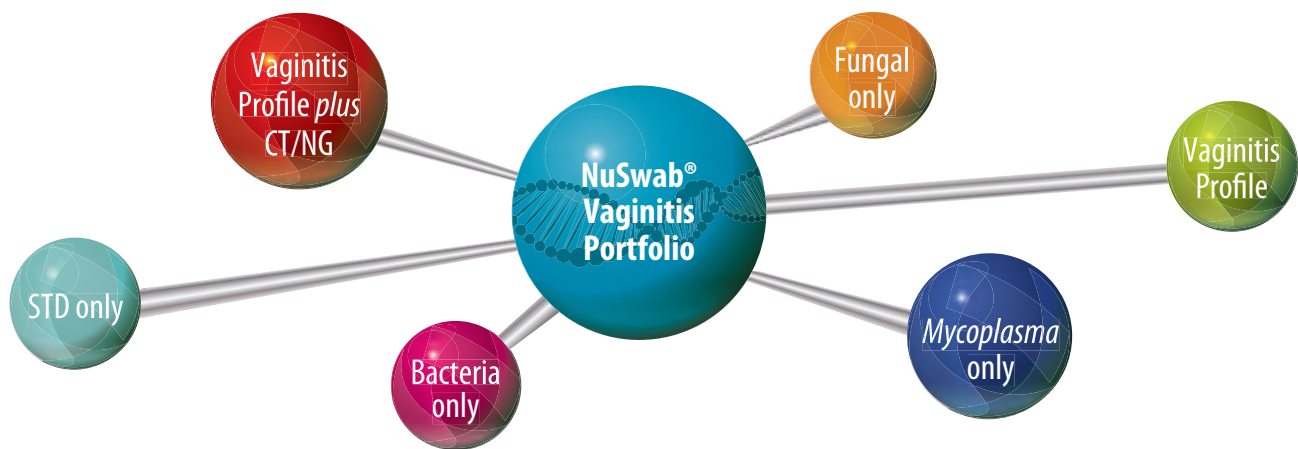 Vaginitis
Profile plus
CT/NG
Fungal
only
NuSwab®
Vaginitis
Portfolio
Vaginitis
Profile
STD only
Bacteria
only
Mycoplasma
only